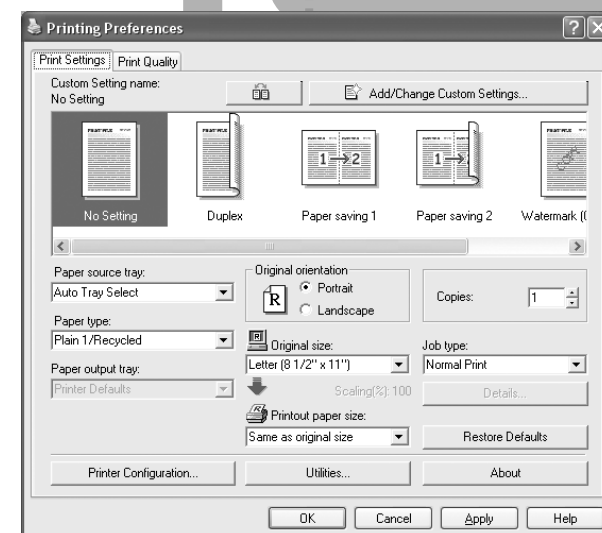 Printing Preferences
Print Settings Print Quality
Custom Setting name:
No Setting
Add/Change Custom Settings...
1 2 1 2
No Setting Duplex Paper saving 1 Paper saving 2 Watermark (
Paper source tray:
Auto Tray Select
Original orientation
R
Portrait
Landscape
Copies: 1
Paper type:
Plain 1/Recycled
Original size:
Letter (8 1/2" x 11")
Job type:
Normal Print
Paper output tray:
Printer Defaults
Scaling(%): 100
Details...
Printout paper size:
Same as original size
Restore Defaults
Printer Configuration... Utilities... About
OK Cancel Apply Help